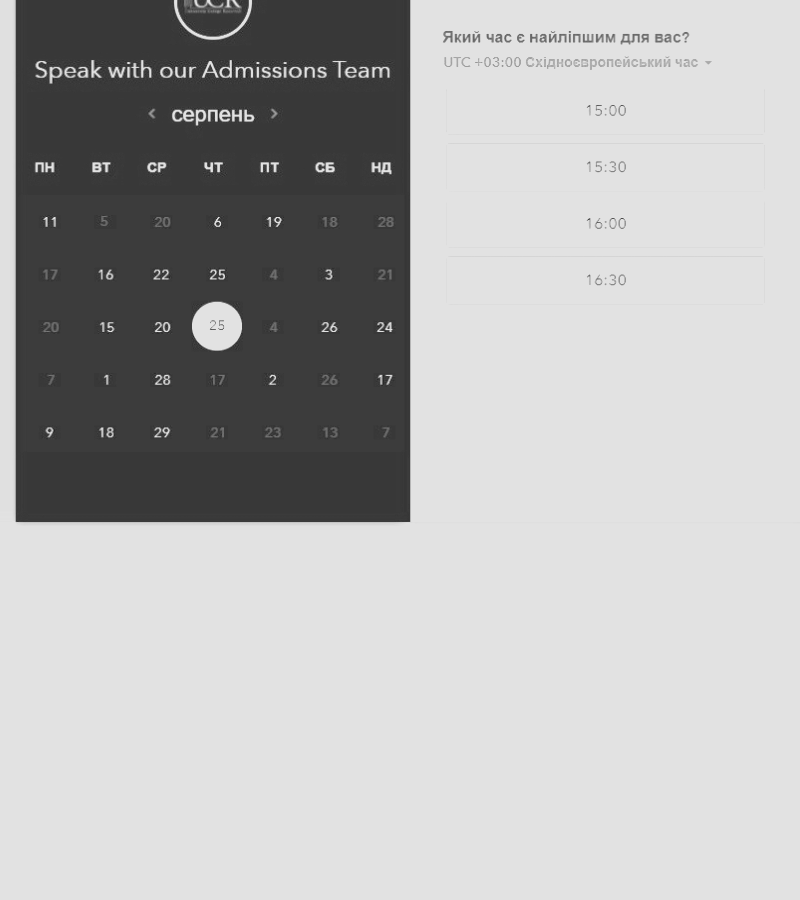 UCR
Speak with our Admissions Team
серпень
ПН ВТ СР ЧТ ПТ СБ НД
11 5 20 6 19 18 28
17 16 22 25 4 3 21
20 15 20 25 4 26 24
7 1 28 17 2 26 17
9 18 29 21 23 13 7
Який час є найліпшим для вас?
UTC +03:00 Східноєвропейський час
15:00
15:30
16:00
16:30